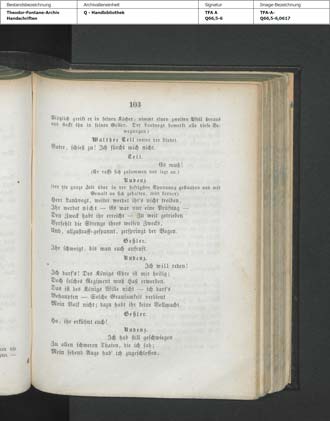 Bestandsbezeichnung Archivalieneinheit Signatur Image-Bezeichnung
Theodor-Fontane-Archiv Q - Handbibliothek TFA A TFA-A-
Handschriften Q66,5-6 Q66,5-6,0617
103
Plötzlich greift er in seinen Köcher, nimmt einen zweiten Pfeil heraus
und steckt ihn in seinen Goller. Der Landvogt bemerkt alle diese Be-
wegungen)
Walther Tell (unter der Linde).
Vater, schieß zu! Ich fürcht mich nicht.
Tell.
Es muß!
(Er rafft sich zusammen und legt an.)
Rudenz
(der die ganze Zeit über in der heftigsten Spannung gestanden und mit
Gewalt an sich gehalten, tritt hervor):
Herr Landvogt, weiter werdet ihr's nicht treiben,
Ihr werdet nicht — Es war nur eine Prüfung —
Den Zweck habt ihr erreicht — Zu weit getrieben
Verfehlt die Strenge ihres weisen Zwecks,
Und, allzustraff gespannt, zerspringt der Bogen.
Geßler.
Ihr schweigt, bis man euch aufruft.
Rudenz.
Ich will reden!
Ich darf's! Des Königs Ehre ist mir heilig;
Doch solches Regiment muß Haß erwerben.
Das ist des Königs Wille nicht — ich darf's
Behaupten — Solche Grausamkeit verdient
Mein Volk nicht; dazu habt ihr keine Vollmacht.
Geßler.
Ha, ihr erkühnt euch!
Rudenz.
Ich hab still geschwiegen
Zu allen schweren Thaten, die ich sah;
Mein sehend Auge hab' ich zugeschlossen,